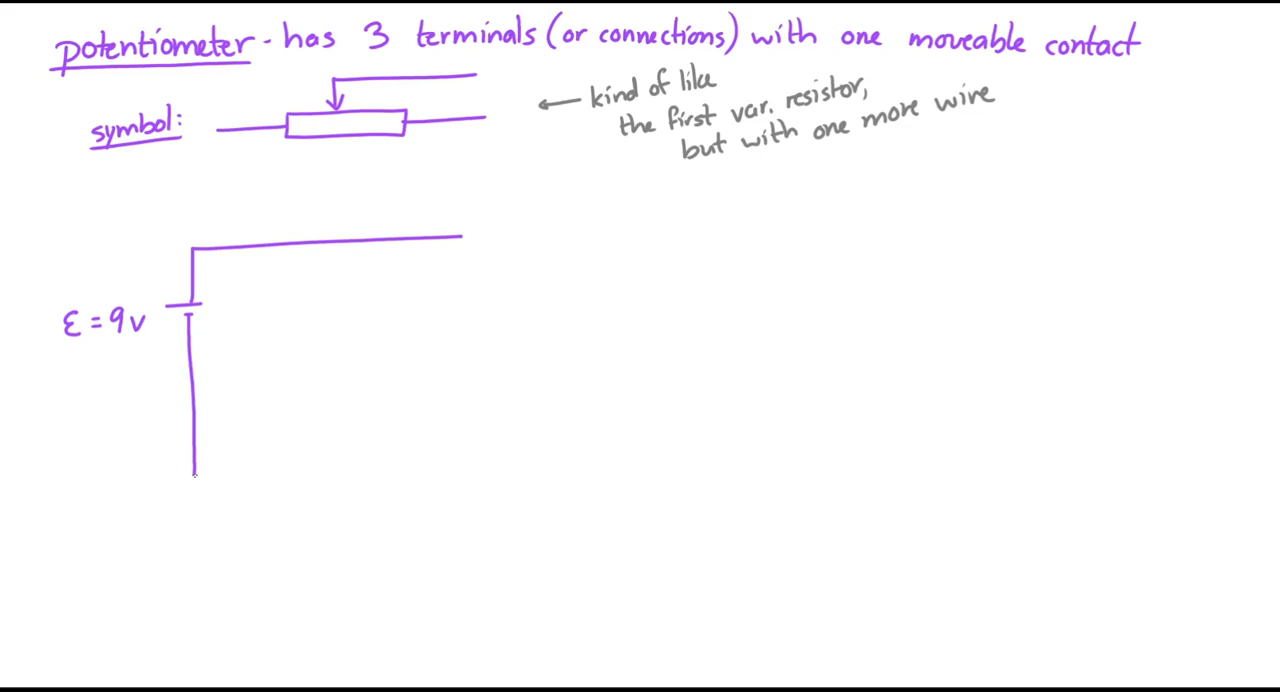 potentiometer - has 3 terminals (or connections) with one moveable contact
symbol:
← kind of like
the first var. resistor,
but with one more wire
ε = 9v